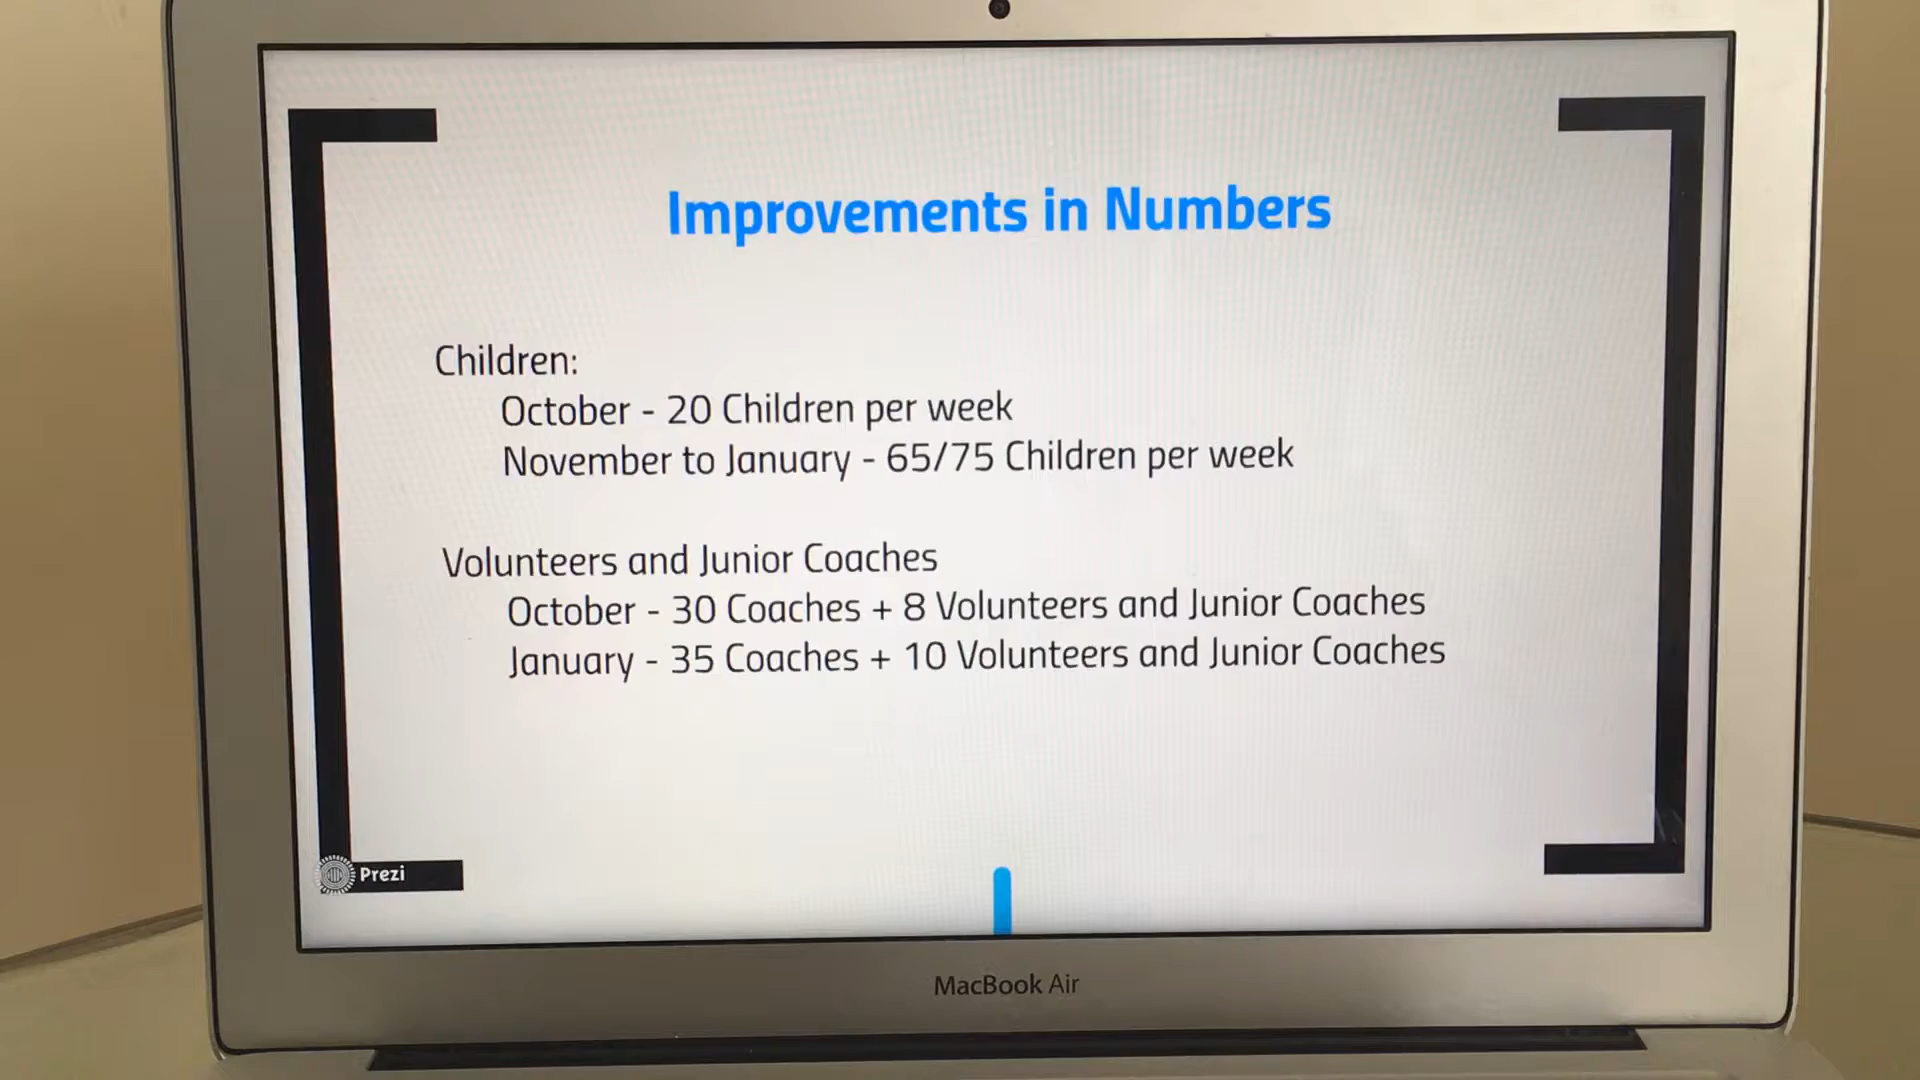 Improvements in Numbers
Children:
October - 20 Children per week
November to January - 65/75 Children per week
Volunteers and Junior Coaches
October - 30 Coaches + 8 Volunteers and Junior Coaches
January - 35 Coaches + 10 Volunteers and Junior Coaches
Prezi
MacBook Air